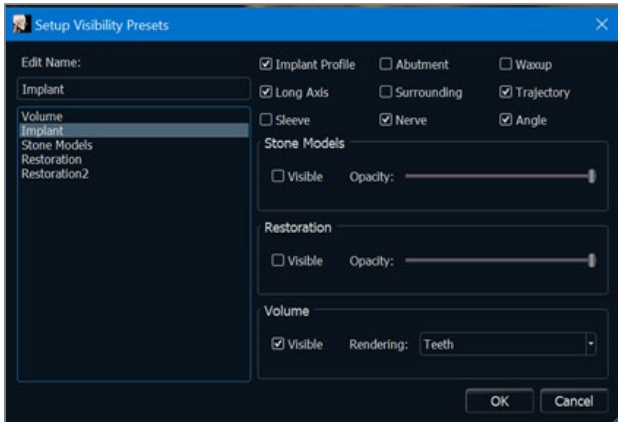 Setup Visibility Presets
Edit Name:
Implant
Volume
Implant
Stone Models
Restoration
Restoration2
Implant Profile Abutment Waxup
Long Axis Surrounding Trajectory
Sleeve Nerve Angle
Stone Models
Visible Opacity:
Restoration
Visible Opacity:
Volume
Visible Rendering: Teeth
OK Cancel